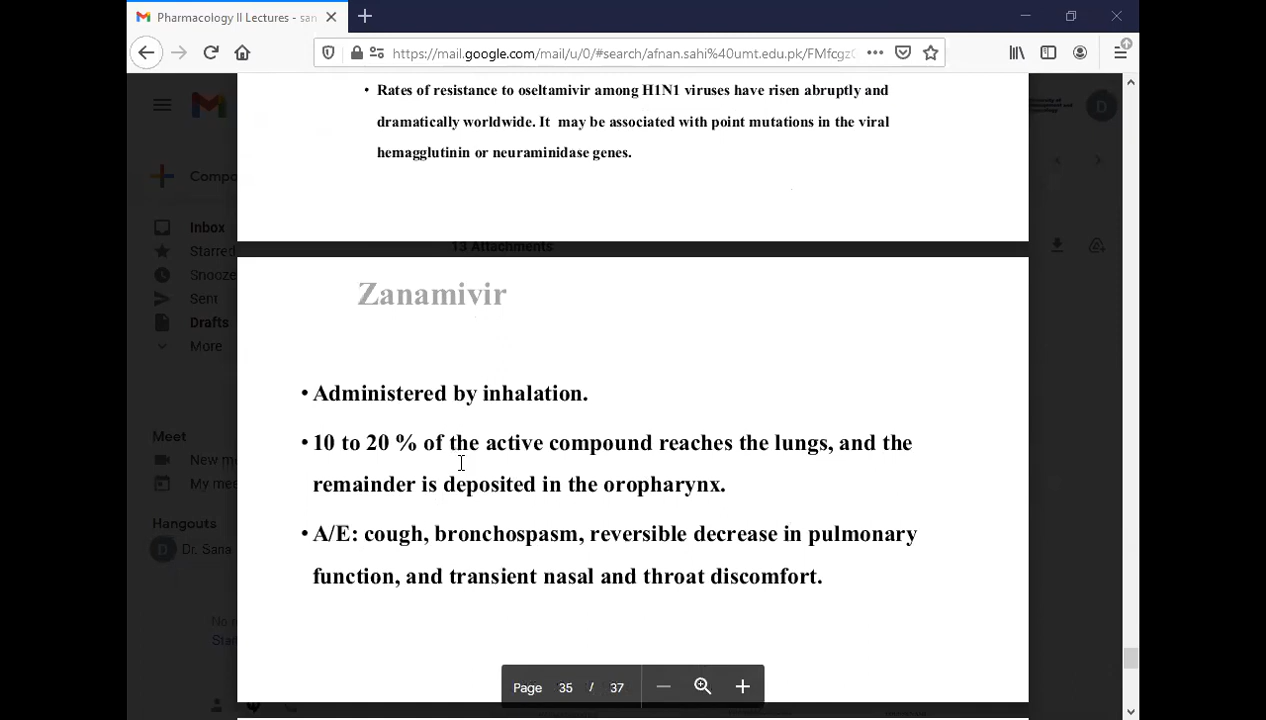 Pharmacology II Lectures - san
https://mail.google.com/mail/u/0/#search/afnan.sahi%40umt.edu.pk/FMfcgzG
• Rates of resistance to oseltamivir among H1N1 viruses have risen abruptly and
dramatically worldwide. It may be associated with point mutations in the viral
hemagglutinin or neuraminidase genes.
D
Compo
Inbox
13 Attachments
Starred
Snooze
Sent
Drafts
More
Zanamivir
• Administered by inhalation.
• 10 to 20 % of the active compound reaches the lungs, and the
remainder is deposited in the oropharynx.
• A/E: cough, bronchospasm, reversible decrease in pulmonary
function, and transient nasal and throat discomfort.
Meet
New m
My mee
Hangouts
D
Dr. Sana
No r
Star
Page 35 / 37